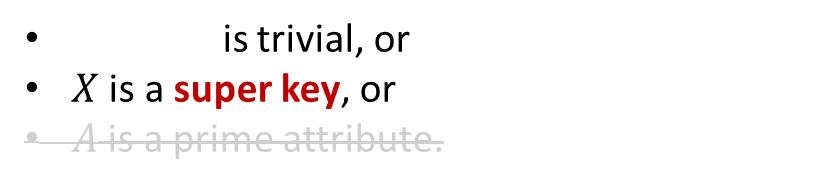 • is trivial, or
• X is a super key, or
• A is a prime attribute.